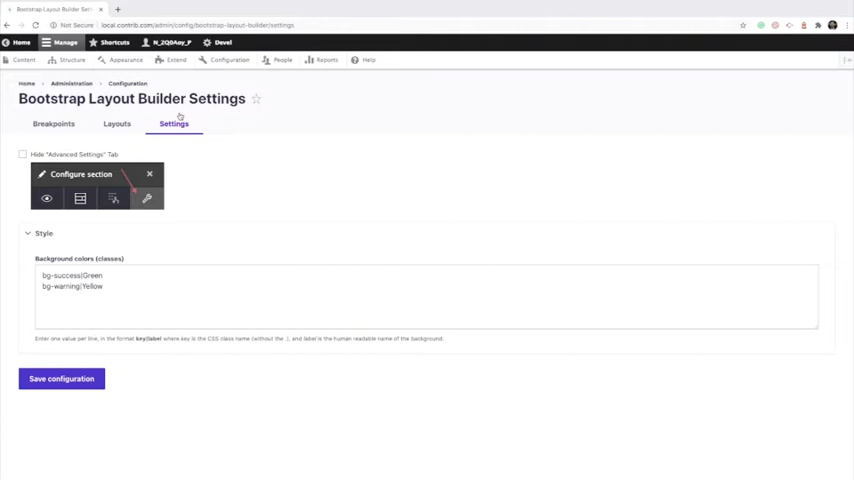 Bootstrap Layout Builder Sett
Not Secure local.contrib.com/admin/config/bootstrap-layout-builder/settings
Home Manage Shortcuts N_ZQ0Aoy_P Devel
Content Structure Appearance Extend Configuration People Reports Help
Home > Administration > Configuration
Bootstrap Layout Builder Settings
Breakpoints Layouts Settings
Hide "Advanced Settings" Tab
Configure section
Style
Background colors (classes)
bg-success|Green
bg-warning|Yellow
Enter one value per line, in the format key|label where key is the CSS class name (without the .), and label is the human readable name of the background.
Save configuration